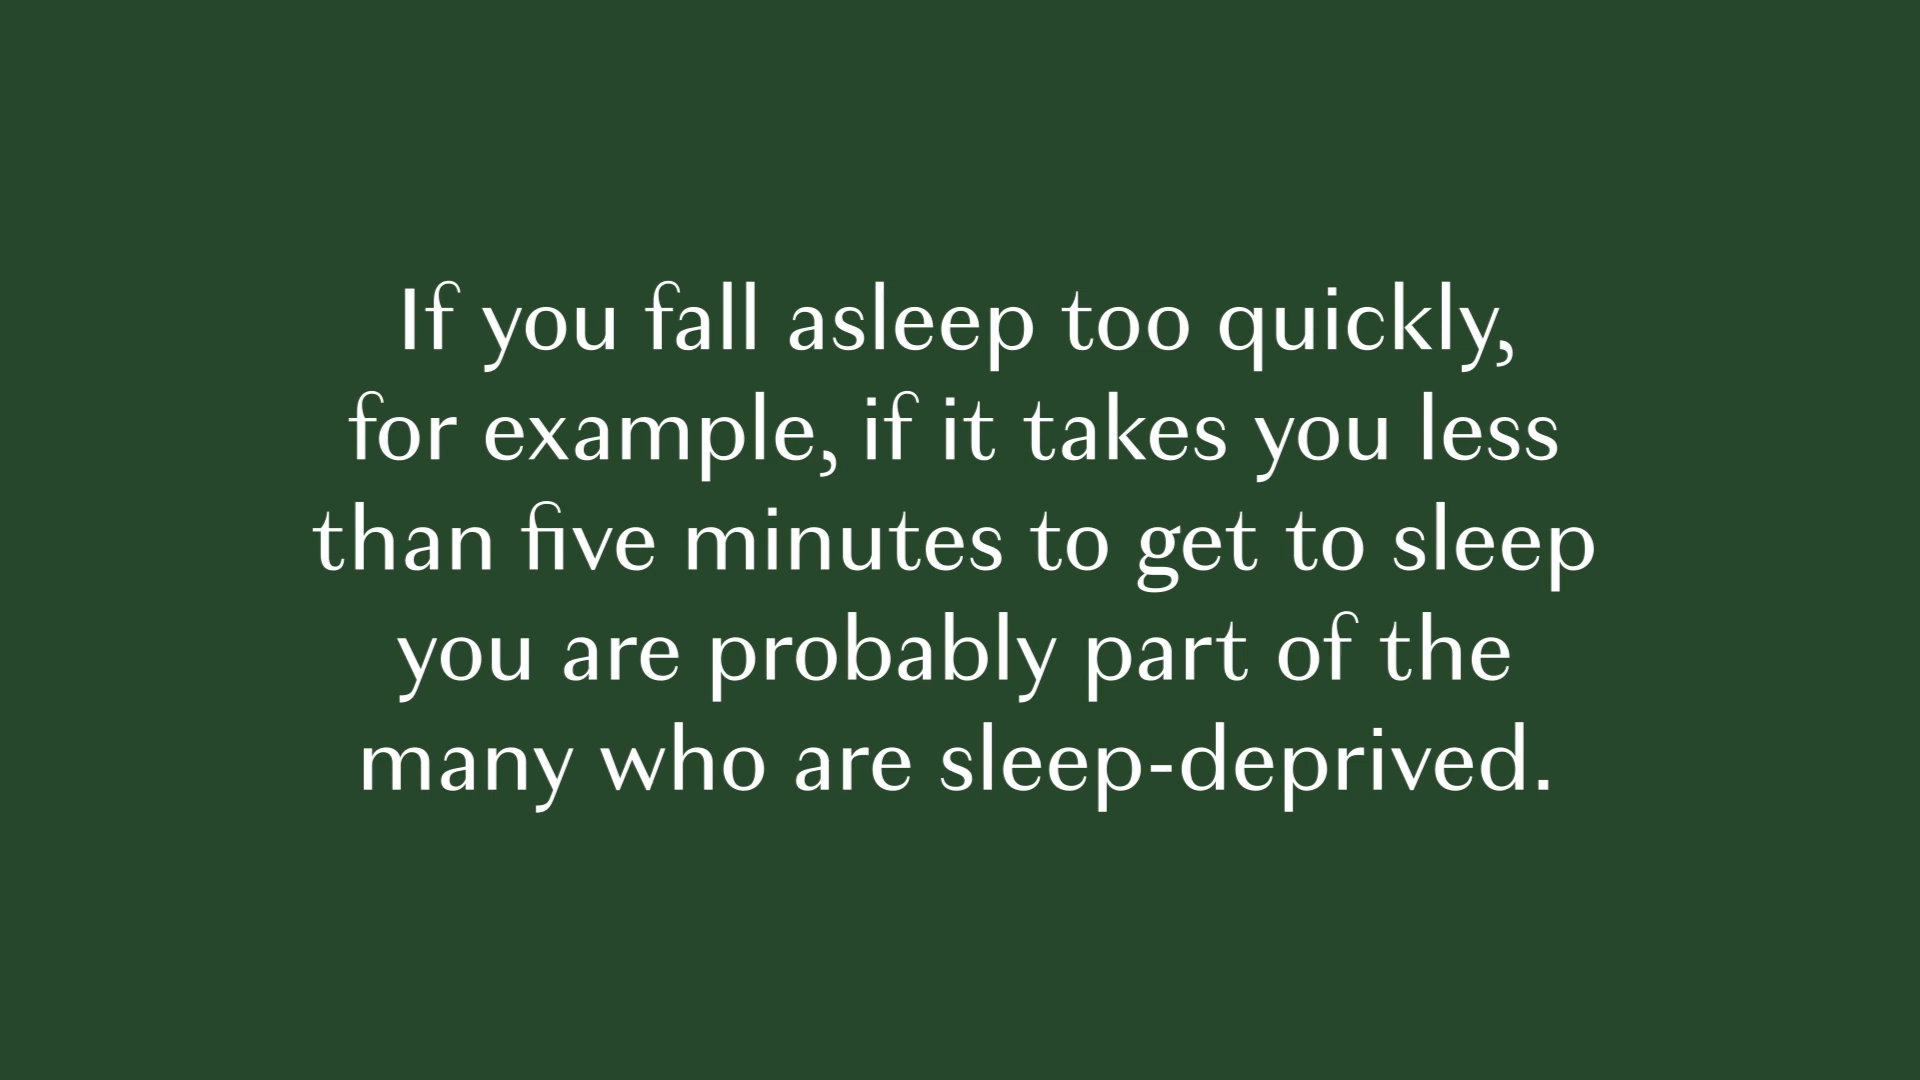 If you fall asleep too quickly,
for example, if it takes you less
than five minutes to get to sleep
you are probably part of the
many who are sleep-deprived.